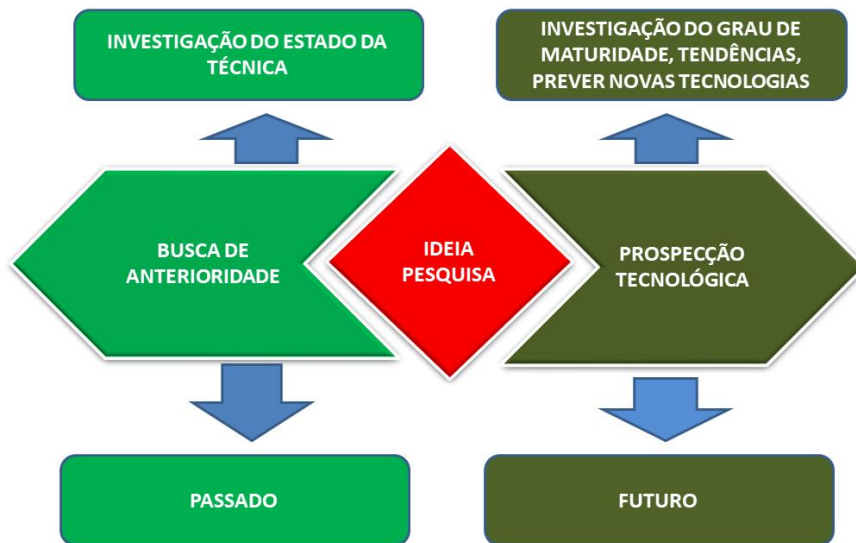 INVESTIGAÇÃO DO ESTADO DA
TÉCNICA
INVESTIGAÇÃO DO GRAU DE
MATURIDADE, TENDÊNCIAS,
PREVER NOVAS TECNOLOGIAS
BUSCA DE
ANTERIORIDADE
IDEIA
PESQUISA
PROSPECÇÃO
TECNOLÓGICA
PASSADO
FUTURO